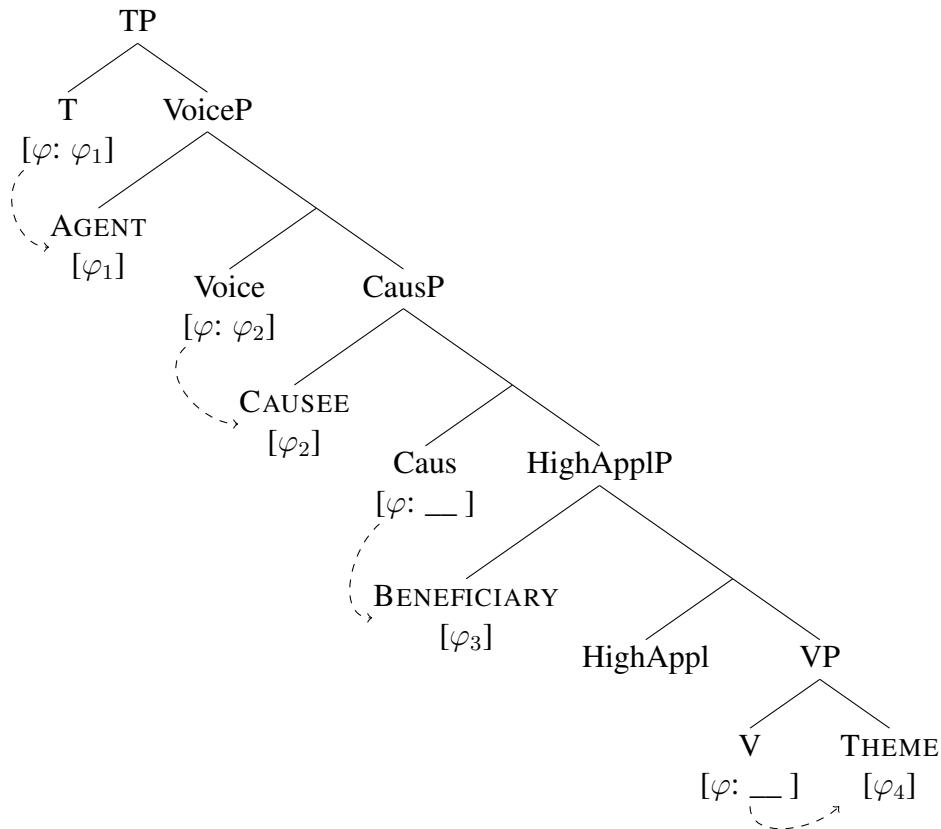 TP
T VoiceP
[φ: φ₁]
AGENT
[φ₁]
Voice CausP
[φ: φ₂]
CAUSEE
[φ₂]
Caus HighApplP
[φ: __ ]
BENEFICIARY
[φ₃]
HighAppl VP
V THEME
[φ: __ ] [φ₄]